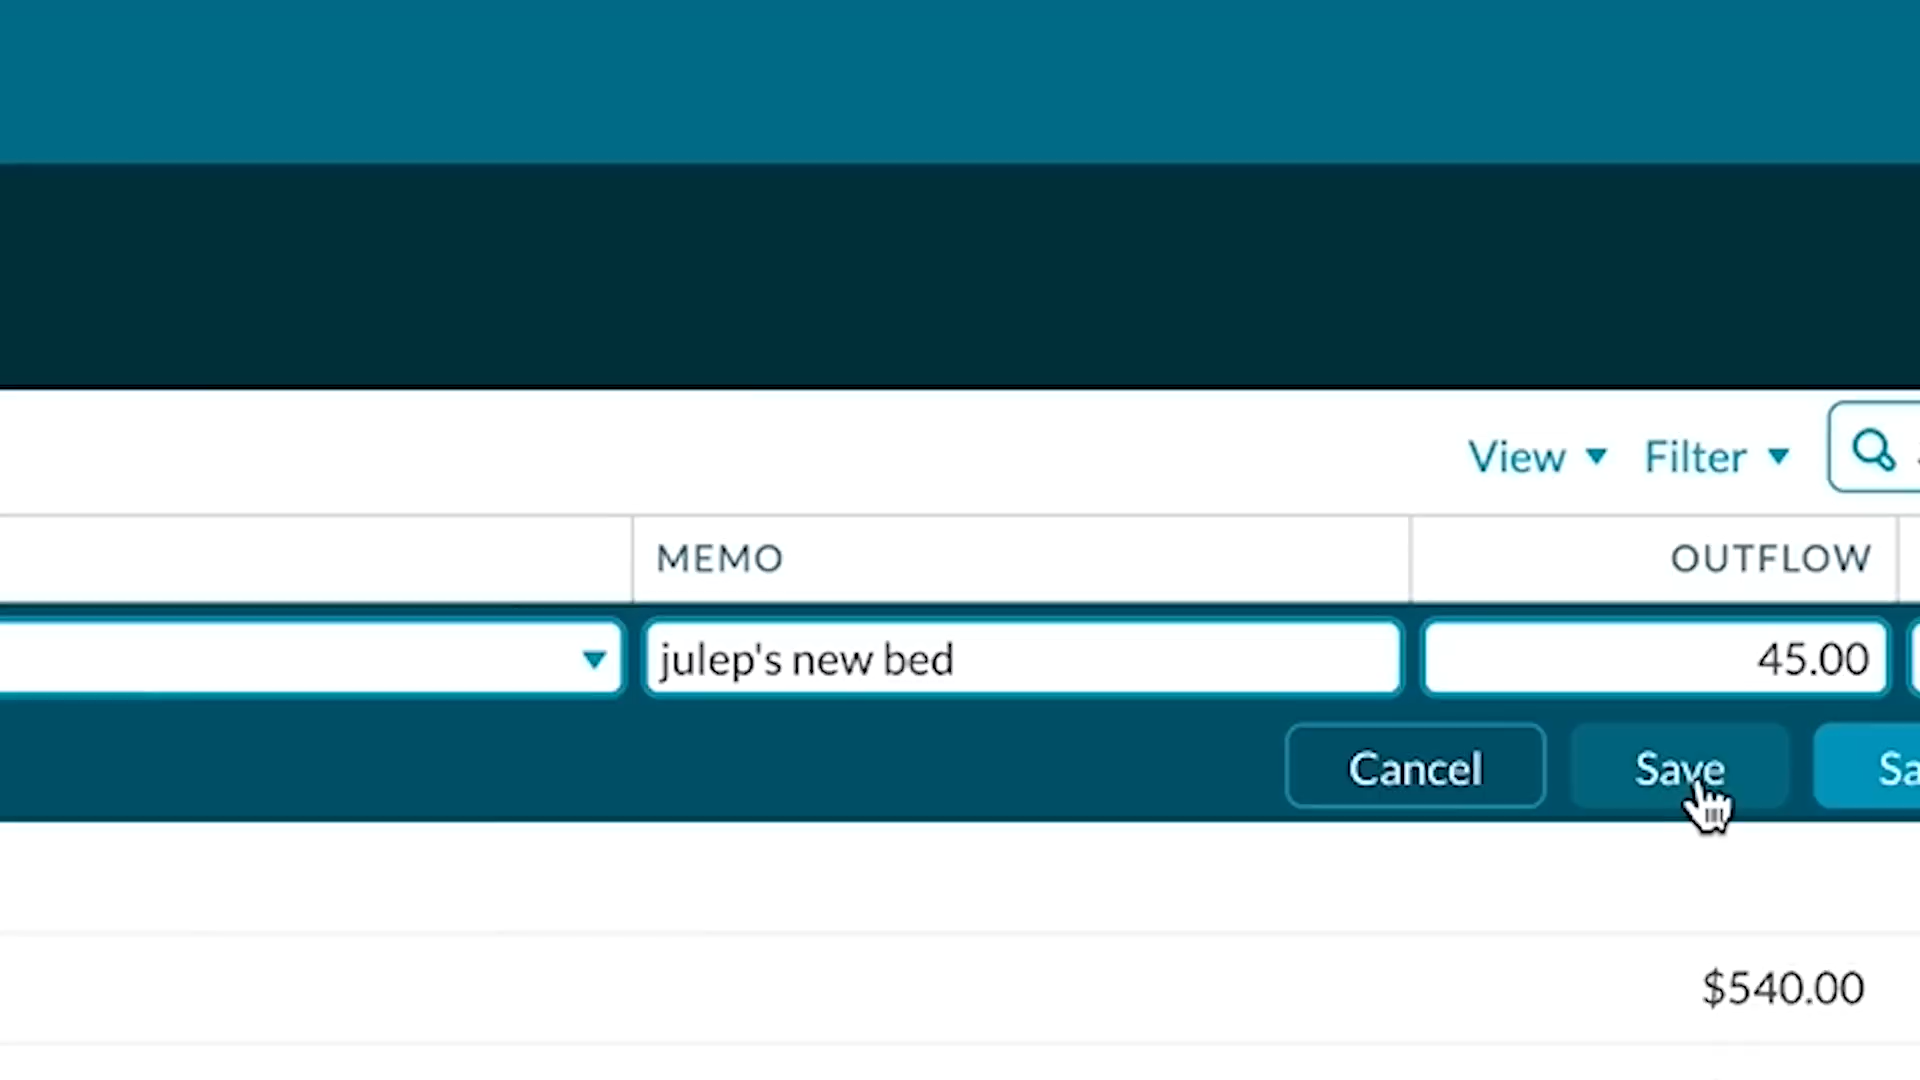 View Filter
MEMO OUTFLOW
julep's new bed 45.00
Cancel Save
$540.00